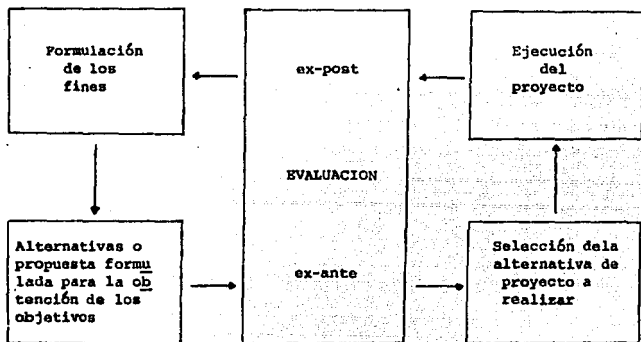 Formulación
de los
fines
ex-post
Ejecución
del
proyecto
EVALUACION
Alternativas o
propuesta formu
lada para la ob
tención de los
objetivos
ex-ante
Selección dela
alternativa de
proyecto a
realizar